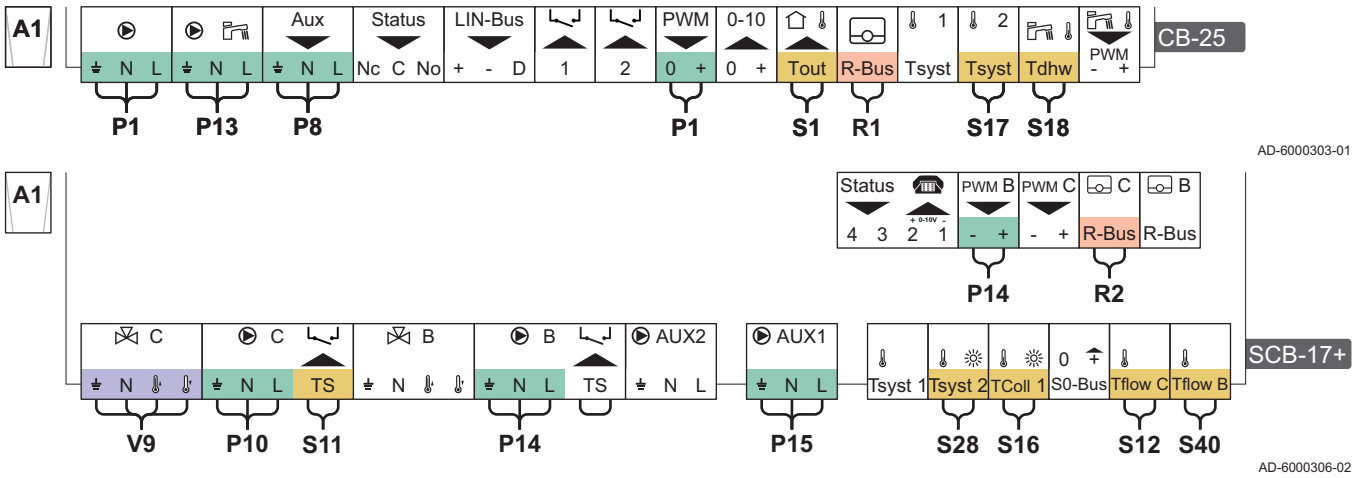 A1
Aux Status LIN-Bus PWM 0-10 1 2
CB-25
N L N L N L Nc C No + - D 1 2 0 + 0 + Tout R-Bus Tsyst Tsyst Tdhw PWM - +
P1 P13 P8 P1 S1 R1 S17 S18
AD-6000303-01
A1
Status PWM B PWM C C B
+ 0-10V -
4 3 2 1 - + - + R-Bus R-Bus
P14 R2
C C B B AUX2 AUX1
SCB-17+
0 +
N N L TS N N L TS N L N L Tsyst 1 Tsyst 2 TColl 1 S0-Bus Tflow C Tflow B
V9 P10 S11 P14 P15 S28 S16 S12 S40
AD-6000306-02